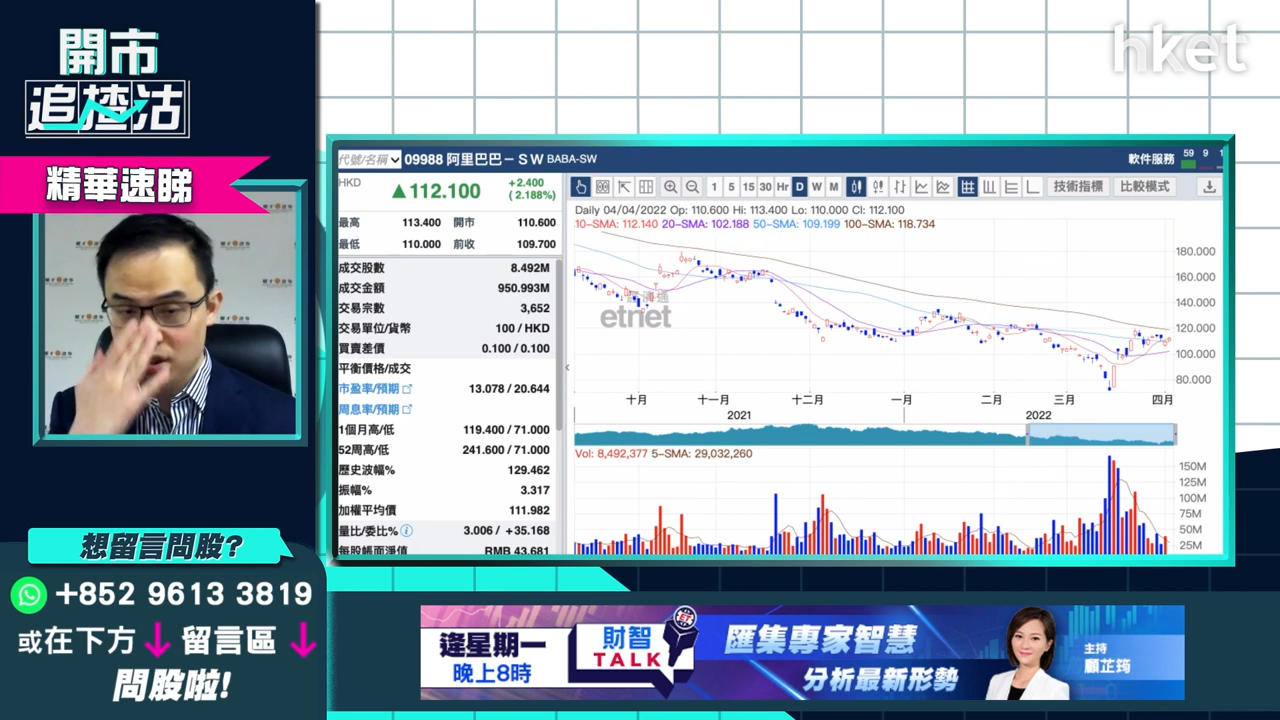 開市
追揸沽
精華速睇
想留言問股?
+852 9613 3819
或在下方 留言區
問股啦!
hket
代號/名稱 09988 阿里巴巴－ＳＷ BABA-SW
軟件服務 59 9 1
HKD
112.100 +2.400
(2.188%)
最高 113.400 開市 110.600
最低 110.000 前收 109.700
成交股數 8.492M
成交金額 950.993M
交易宗數 3,652
交易單位/貨幣 100 / HKD
買賣差價 0.100 / 0.100
平衡價格/成交
市盈率/預期 13.078 / 20.644
周息率/預期
1個月高/低 119.400 / 71.000
52周高/低 241.600 / 71.000
歷史波幅% 129.462
振幅% 3.317
加權平均價 111.982
量比/委比% 3.006 / +35.168
每股帳面淨值 RMB 43.681
1 5 15 30 Hr D W M 技術指標 比較模式
Daily 04/04/2022 Op: 110.600 Hi: 113.400 Lo: 110.000 Cl: 112.100
10-SMA: 112.140 20-SMA: 102.188 50-SMA: 109.199 100-SMA: 118.734
180.000
160.000
140.000
120.000
100.000
80.000
經濟通
etnet
十月 十一月 十二月 一月 二月 三月 四月
2021 2022
Vol: 8,492,377 5-SMA: 29,032,260
150M
125M
100M
75M
50M
25M
逢星期一
晚上8時
財智
TALK
匯集專家智慧
分析最新形勢
主持
顧芷筠